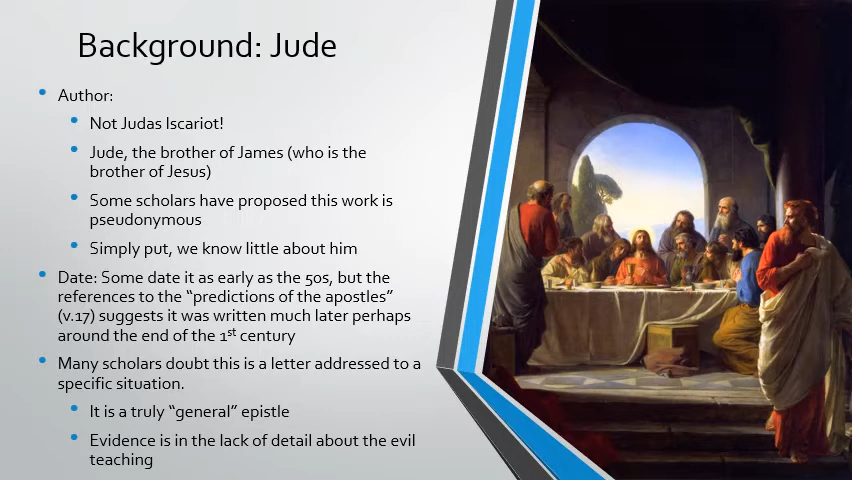 Background: Jude
• Author:
• Not Judas Iscariot!
• Jude, the brother of James (who is the
brother of Jesus)
• Some scholars have proposed this work is
pseudonymous
• Simply put, we know little about him
• Date: Some date it as early as the 50s, but the
references to the “predictions of the apostles”
(v.17) suggests it was written much later perhaps
around the end of the 1st century
• Many scholars doubt this is a letter addressed to a
specific situation.
• It is a truly “general” epistle
• Evidence is in the lack of detail about the evil
teaching